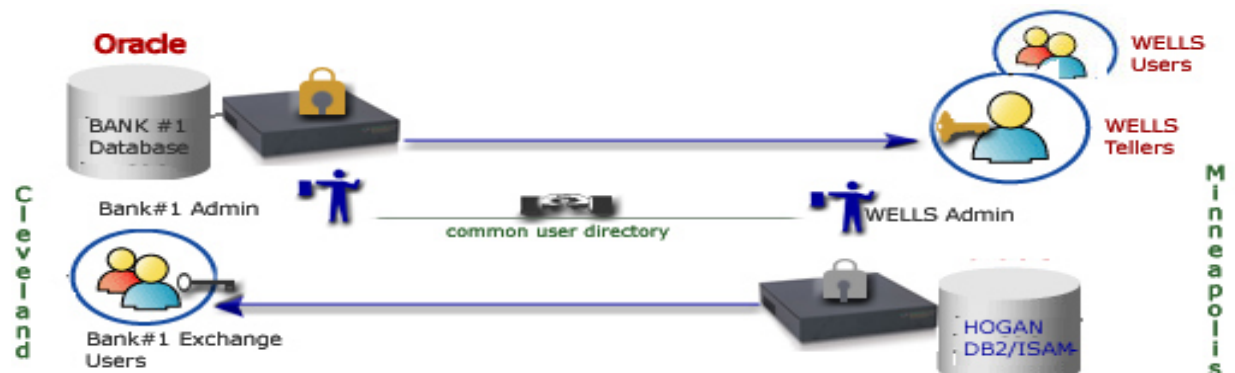 Oracle
WELLS
Users
BANK #1
Database
WELLS
Tellers
Cleveland
Minneapolis
Bank#1 Admin
WELLS Admin
common user directory
Bank#1 Exchange
Users
HOGAN
DB2/ISAM